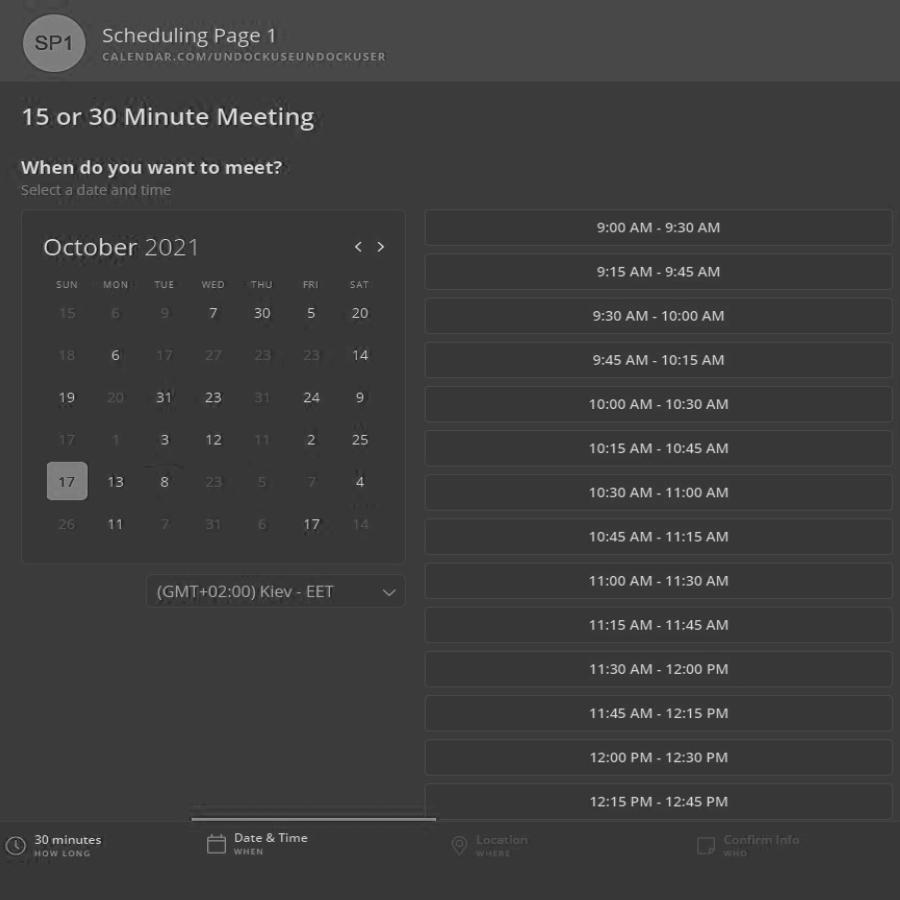 SP1
Scheduling Page 1
CALENDAR.COM/UNDOCKUSEUNDOCKUSER
15 or 30 Minute Meeting
When do you want to meet?
Select a date and time
October 2021
SUN MON TUE WED THU FRI SAT
15 6 9 7 30 5 20
18 6 17 27 23 23 14
19 20 31 23 31 24 9
17 1 3 12 11 2 25
17 13 8 23 5 7 4
26 11 7 31 6 17 14
(GMT+02:00) Kiev - EET
9:00 AM - 9:30 AM
9:15 AM - 9:45 AM
9:30 AM - 10:00 AM
9:45 AM - 10:15 AM
10:00 AM - 10:30 AM
10:15 AM - 10:45 AM
10:30 AM - 11:00 AM
10:45 AM - 11:15 AM
11:00 AM - 11:30 AM
11:15 AM - 11:45 AM
11:30 AM - 12:00 PM
11:45 AM - 12:15 PM
12:00 PM - 12:30 PM
12:15 PM - 12:45 PM
30 minutes
HOW LONG
Date & Time
WHEN
Location
WHERE
Confirm Info
WHO